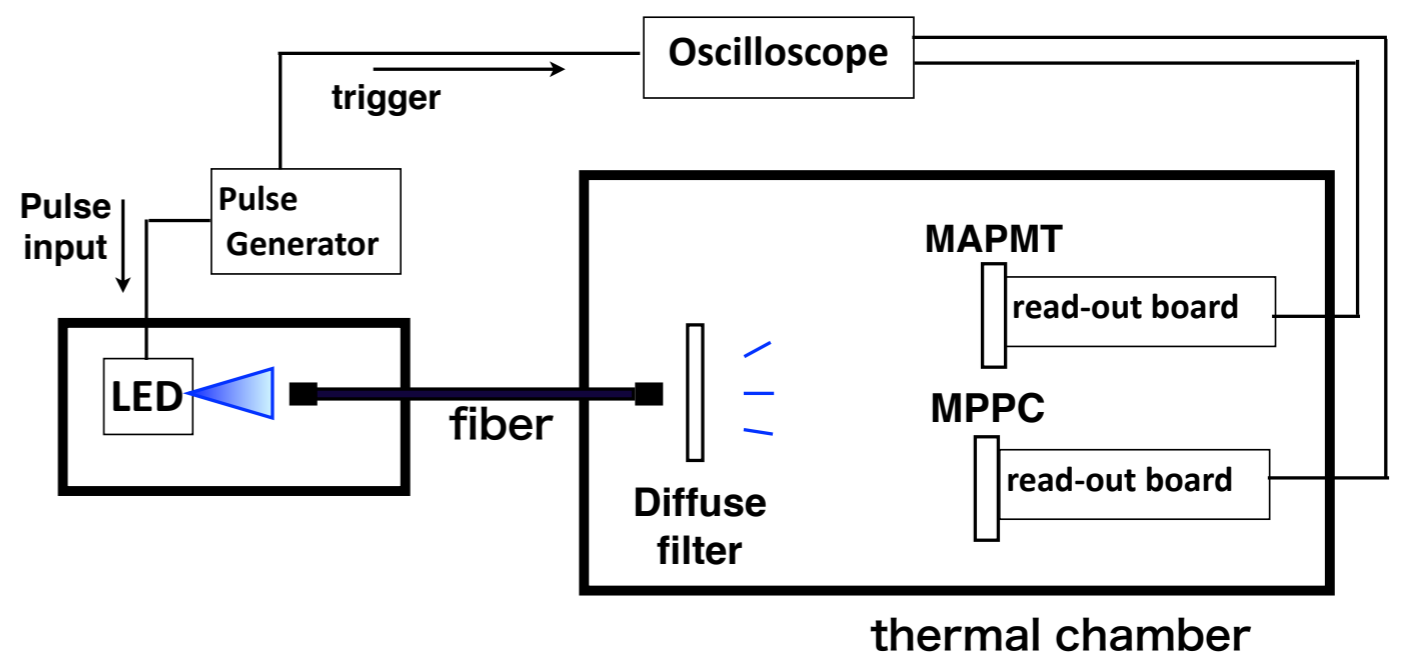 Oscilloscope
trigger
Pulse
Generator
Pulse
input
MAPMT
read-out board
LED
fiber
MPPC
read-out board
Diffuse
filter
thermal chamber